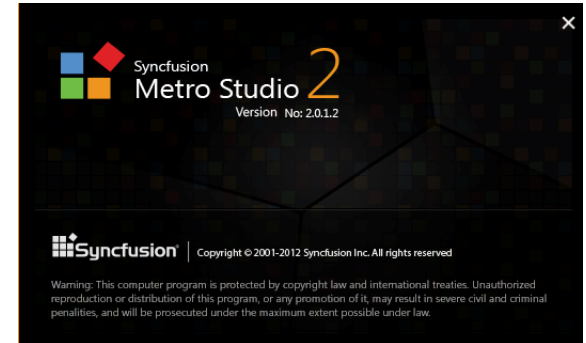 Syncfusion
Metro Studio 2
Version No: 2.0.1.2
Syncfusion
Copyright © 2001-2012 Syncfusion Inc. All rights reserved
Warning: This computer program is protected by copyright law and international treaties. Unauthorized
reproduction or distribution of this program, or any promotion of it, may result in severe civil and criminal
penalities, and will be prosecuted under the maximum extent possible under law.